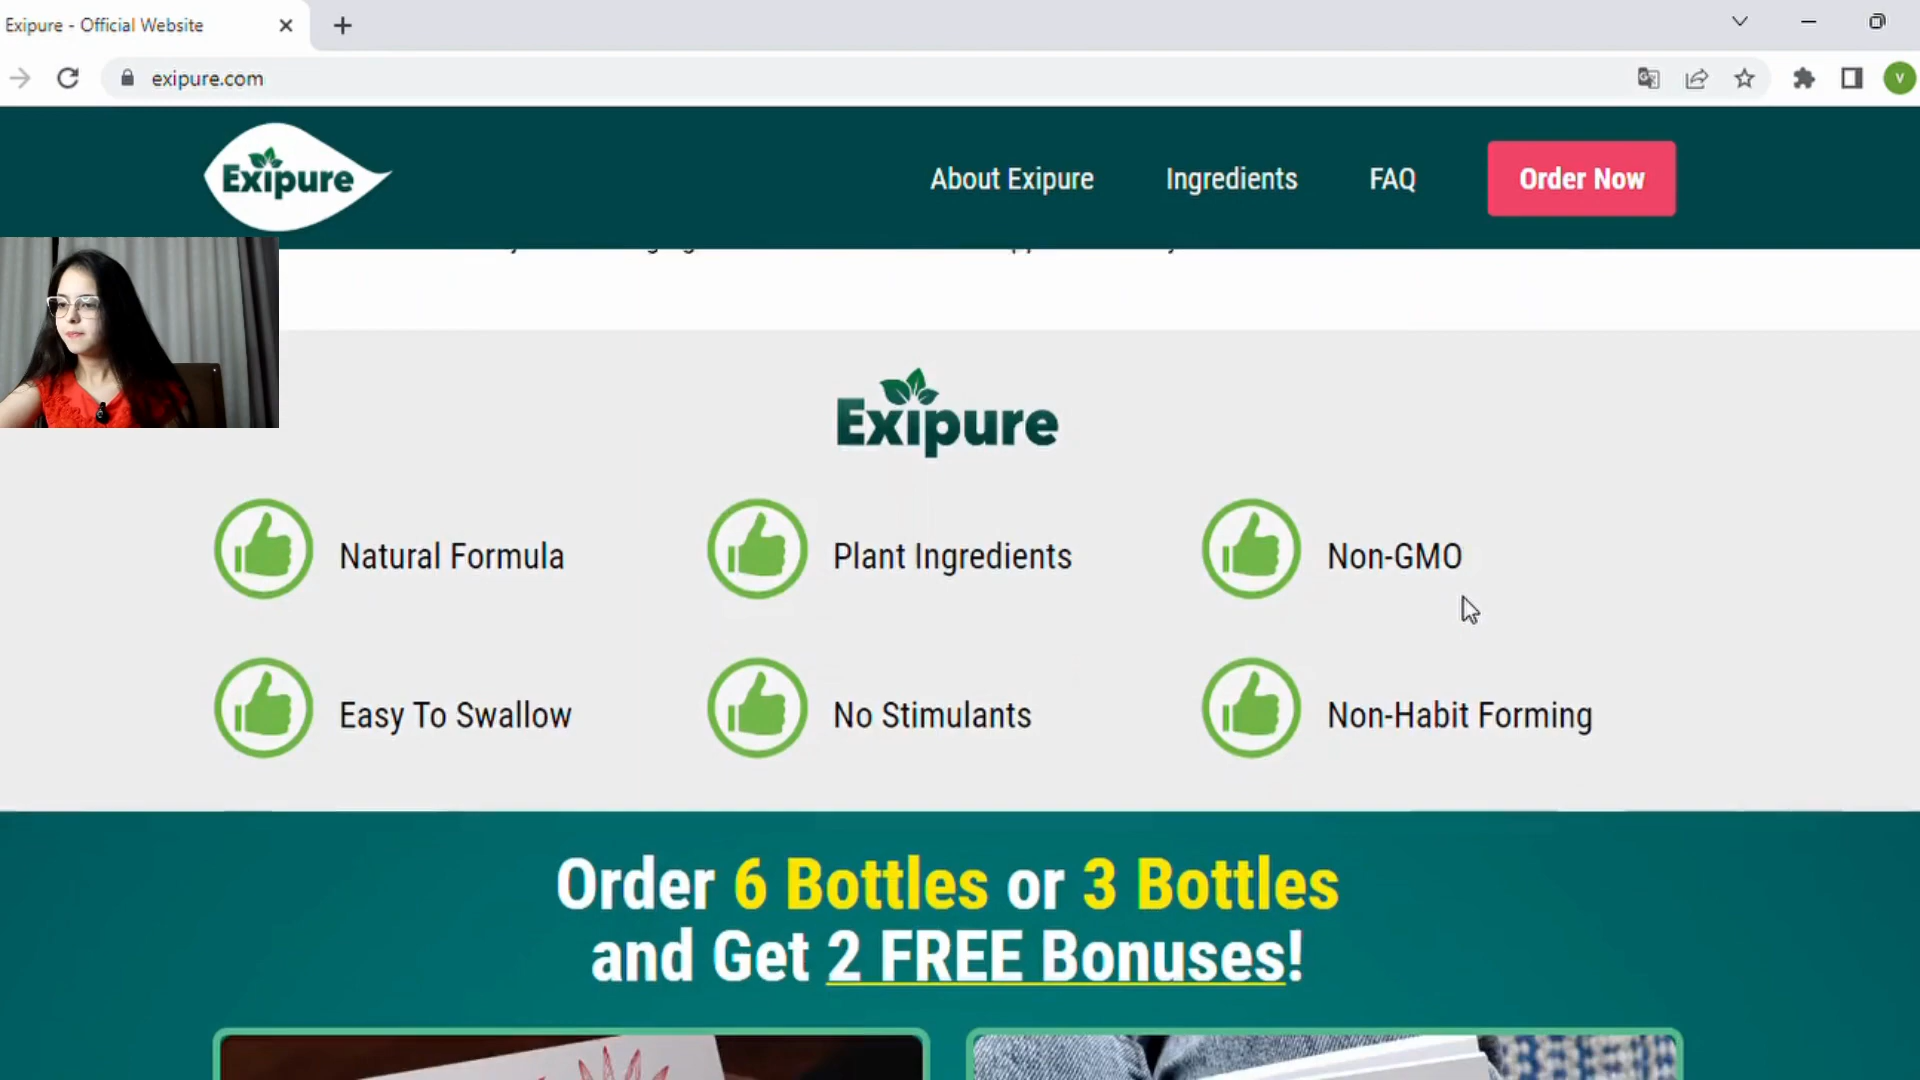 Exipure - Official Website
exipure.com
V
Exipure
About Exipure
Ingredients
FAQ
Order Now
Exipure
Natural Formula
Plant Ingredients
Non-GMO
Easy To Swallow
No Stimulants
Non-Habit Forming
Order 6 Bottles or 3 Bottles
and Get 2 FREE Bonuses!